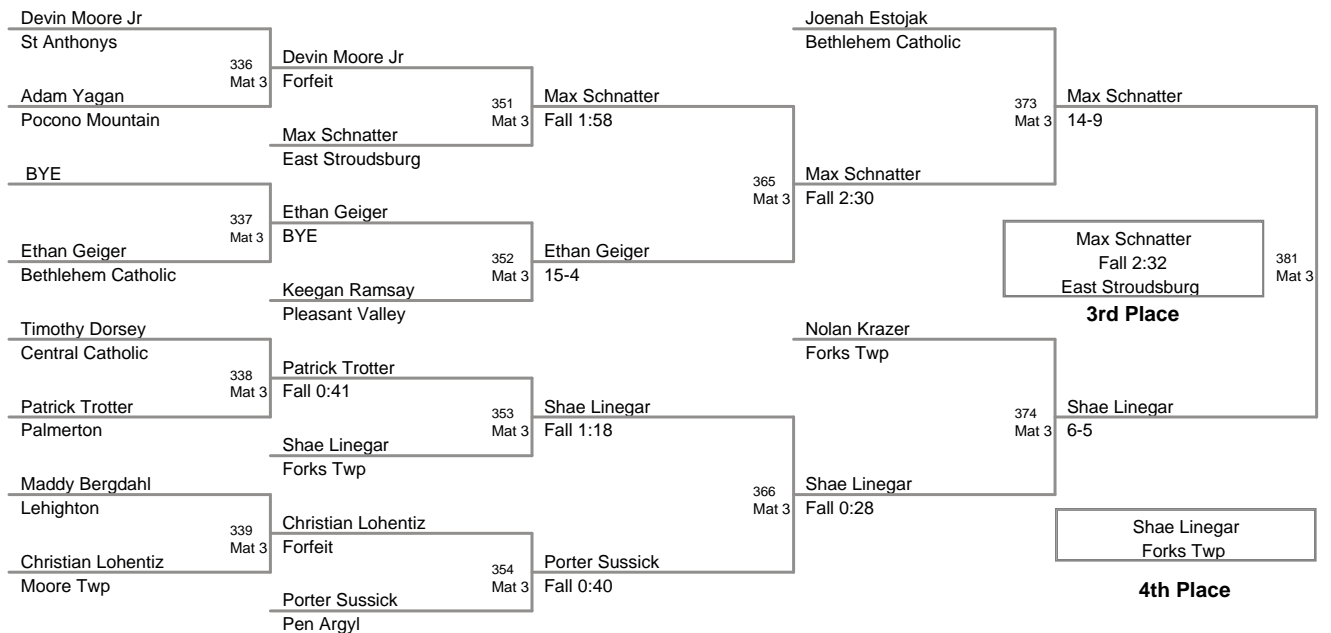 Devin Moore Jr
St Anthonys
336
Mat 3
Adam Yagan
Pocono Mountain
BYE
337
Mat 3
Ethan Geiger
Bethlehem Catholic
Timothy Dorsey
Central Catholic
338
Mat 3
Patrick Trotter
Palmerton
Maddy Bergdahl
Lehighton
339
Mat 3
Christian Lohentiz
Moore Twp
Devin Moore Jr
Forfeit
351
Mat 3
Max Schnatter
East Stroudsburg
Ethan Geiger
BYE
352
Mat 3
Keegan Ramsay
Pleasant Valley
Patrick Trotter
Fall 0:41
353
Mat 3
Shae Linegar
Forks Twp
Christian Lohentiz
Forfeit
354
Mat 3
Porter Sussick
Pen Argyl
Max Schnatter
Fall 1:58
365
Mat 3
Ethan Geiger
15-4
Shae Linegar
Fall 1:18
366
Mat 3
Porter Sussick
Fall 0:40
Joenah Estojak
Bethlehem Catholic
373
Mat 3
Max Schnatter
Fall 2:30
Nolan Krazer
Forks Twp
374
Mat 3
Shae Linegar
Fall 0:28
Max Schnatter
14-9
381
Mat 3
Shae Linegar
6-5
Max Schnatter
Fall 2:32
East Stroudsburg
3rd Place
Shae Linegar
Forks Twp
4th Place